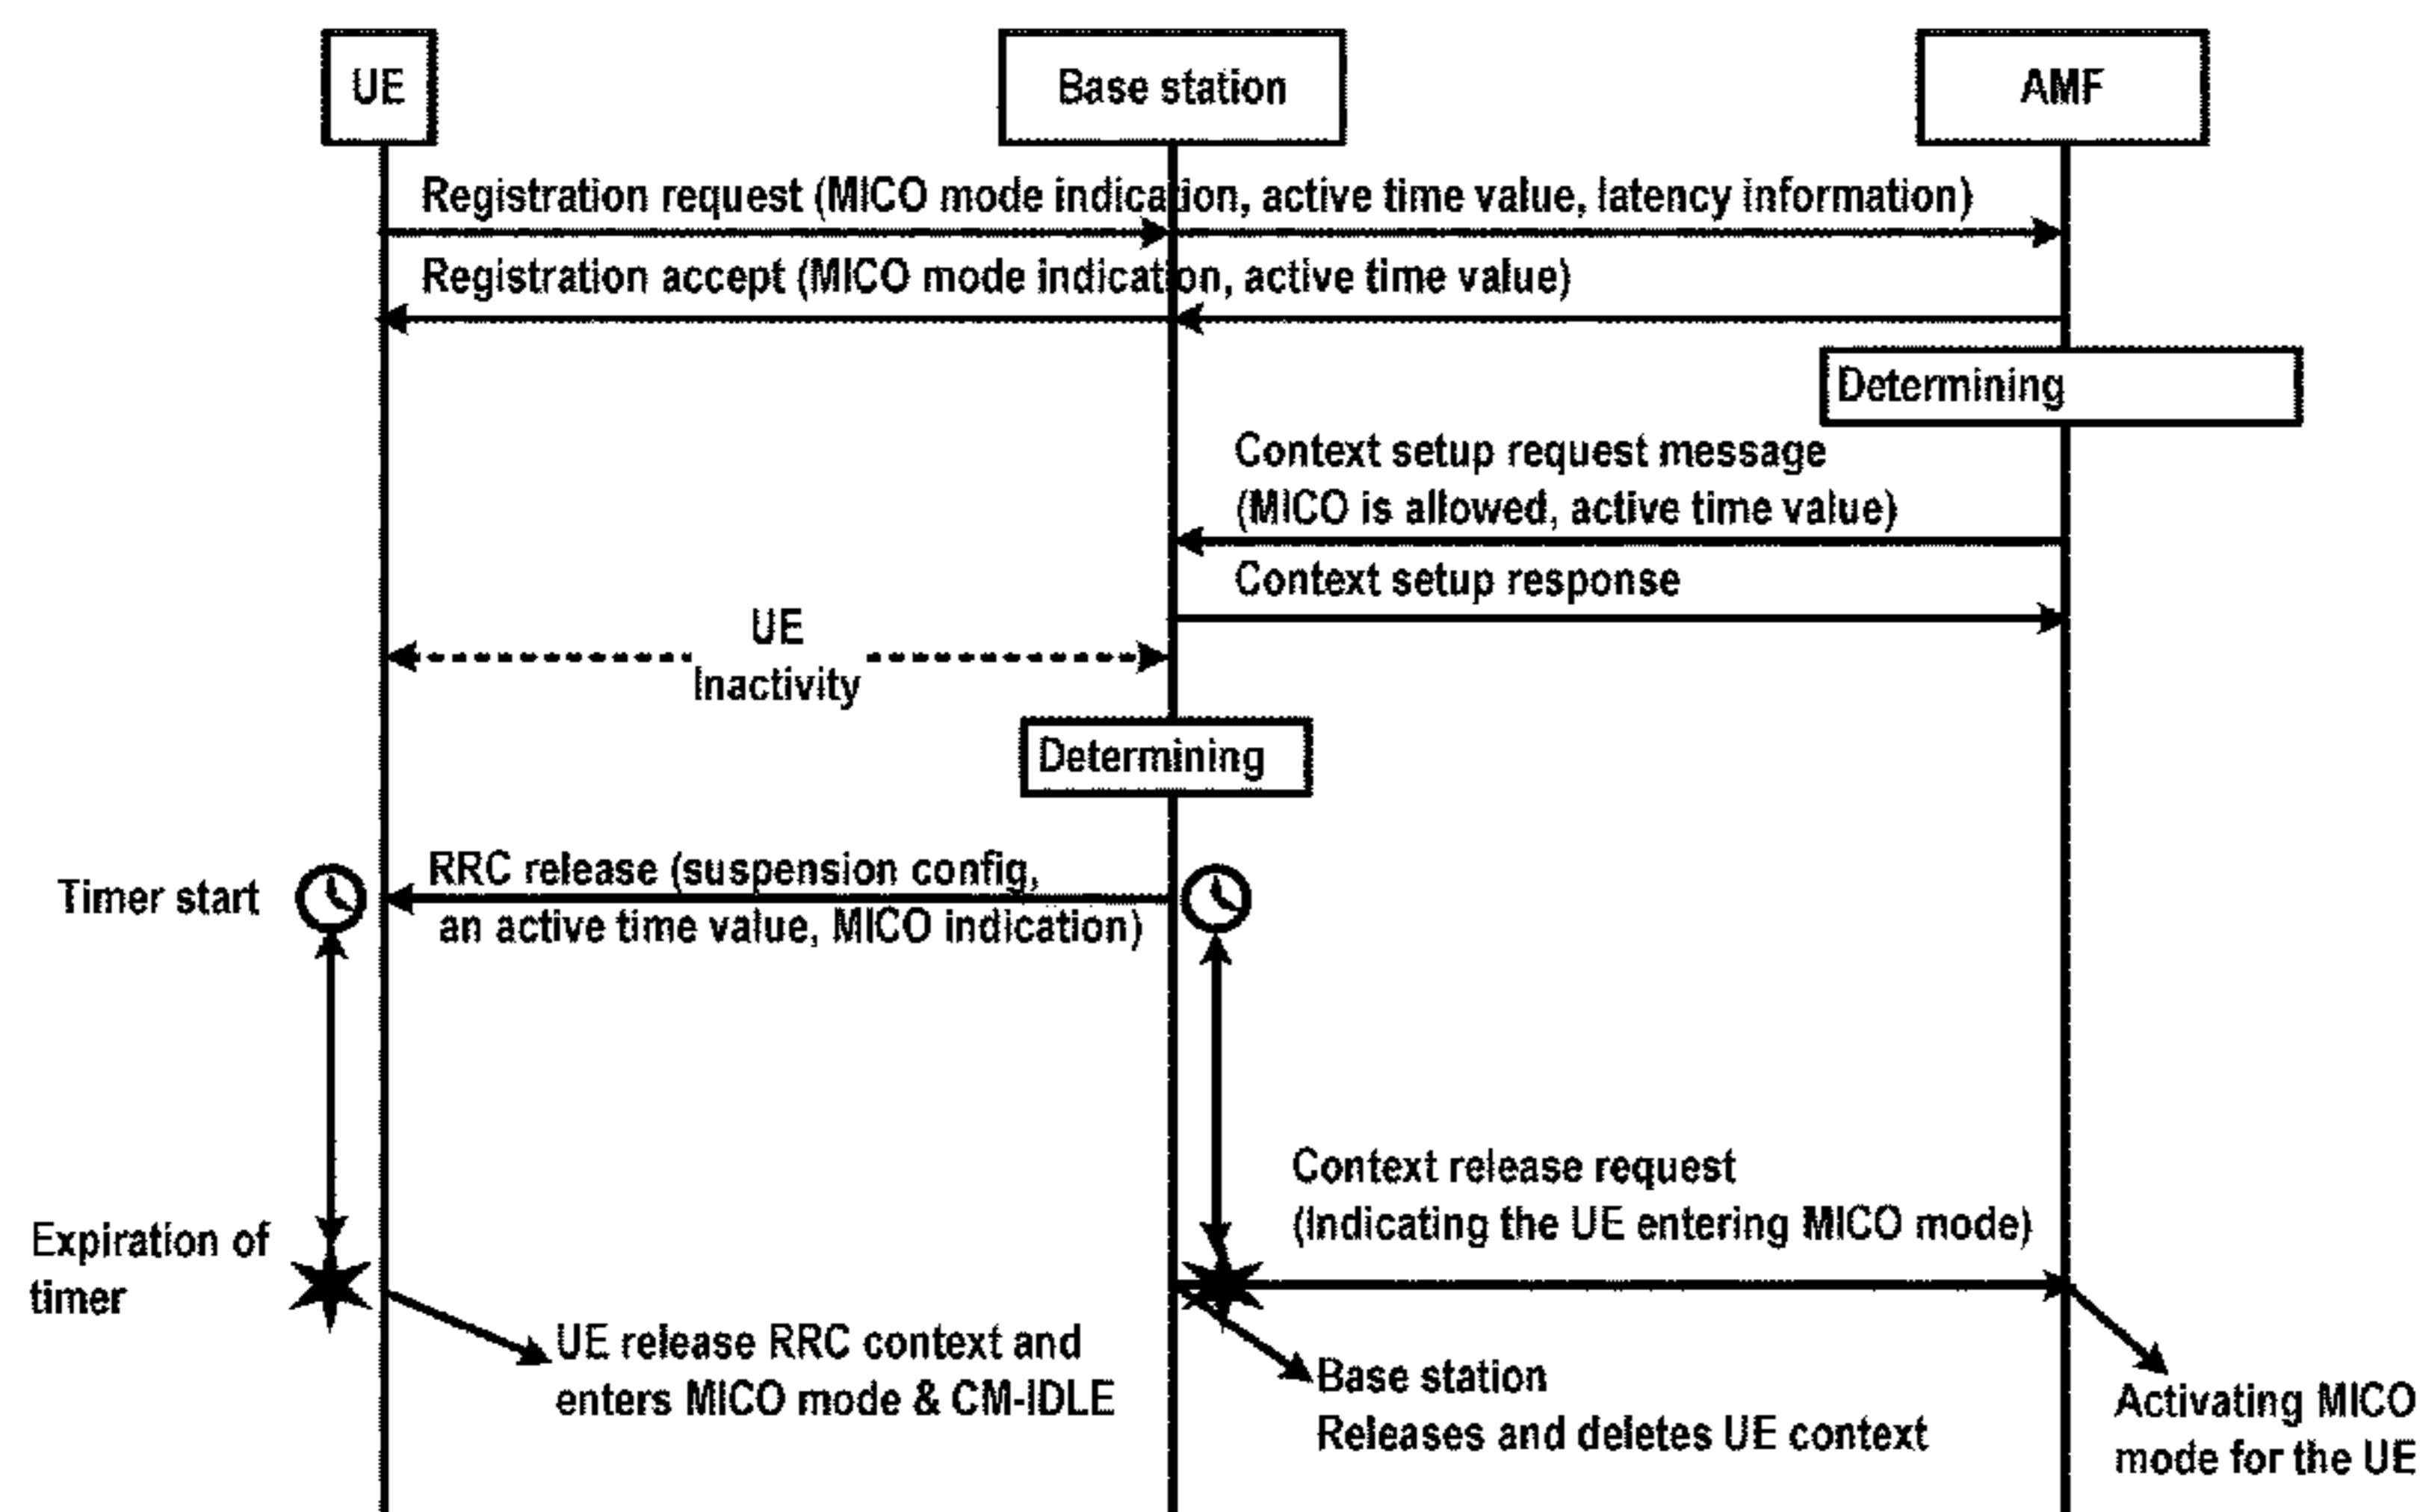 UE
Base station
AMF
Registration request (MICO mode indication, active time value, latency information)
Registration accept (MICO mode indication, active time value)
Determining
Context setup request message
(MICO is allowed, active time value)
Context setup response
UE
Inactivity
Determining
Timer start
RRC release (suspension config,
an active time value, MICO indication)
Context release request
(Indicating the UE entering MICO mode)
Expiration of
timer
UE release RRC context and
enters MICO mode & CM-IDLE
Base station
Releases and deletes UE context
Activating MICO
mode for the UE